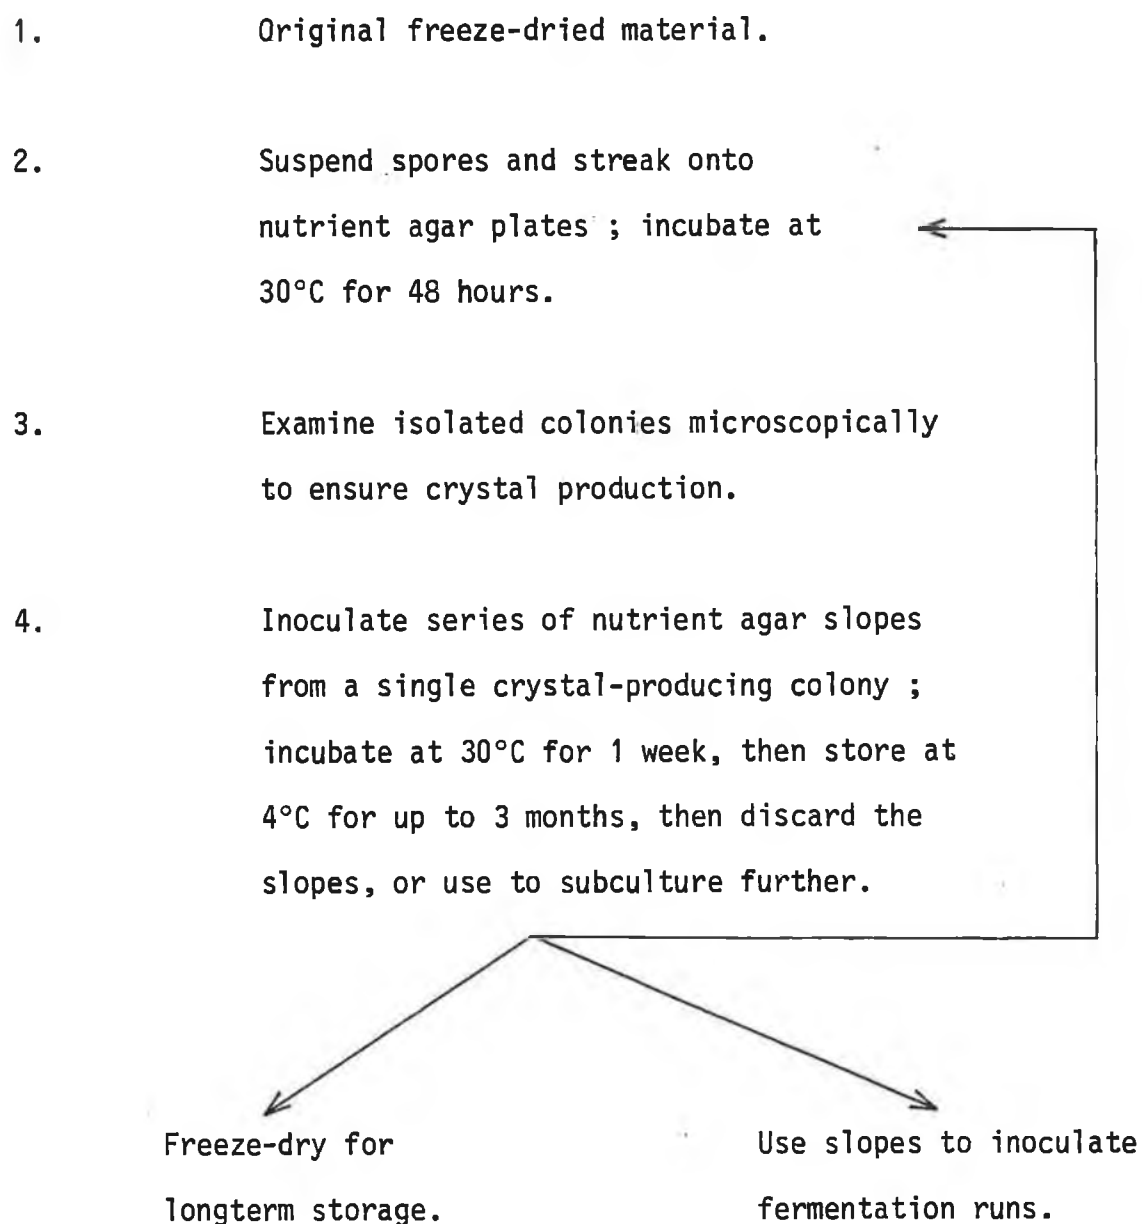 1. Original freeze-dried material.
2. Suspend spores and streak onto
nutrient agar plates ; incubate at
30°C for 48 hours.
3. Examine isolated colonies microscopically
to ensure crystal production.
4. Inoculate series of nutrient agar slopes
from a single crystal-producing colony ;
incubate at 30°C for 1 week, then store at
4°C for up to 3 months, then discard the
slopes, or use to subculture further.
Freeze-dry for
longterm storage.
Use slopes to inoculate
fermentation runs.